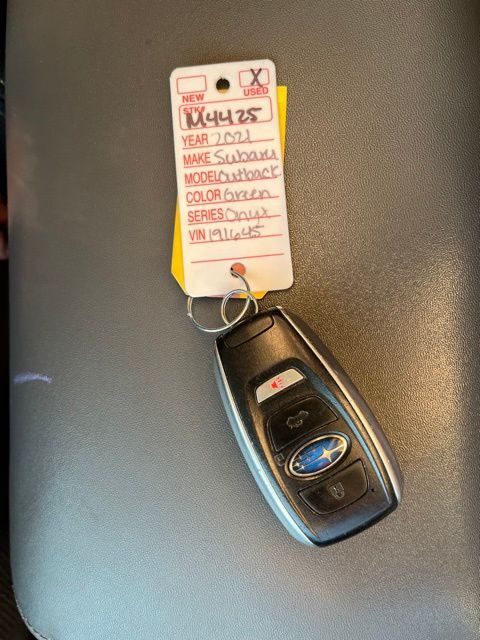 X
NEW USED
STK# M4425
YEAR 2021
MAKE Subaru
MODEL Outback
COLOR Green
SERIES Onyx
VIN 191645